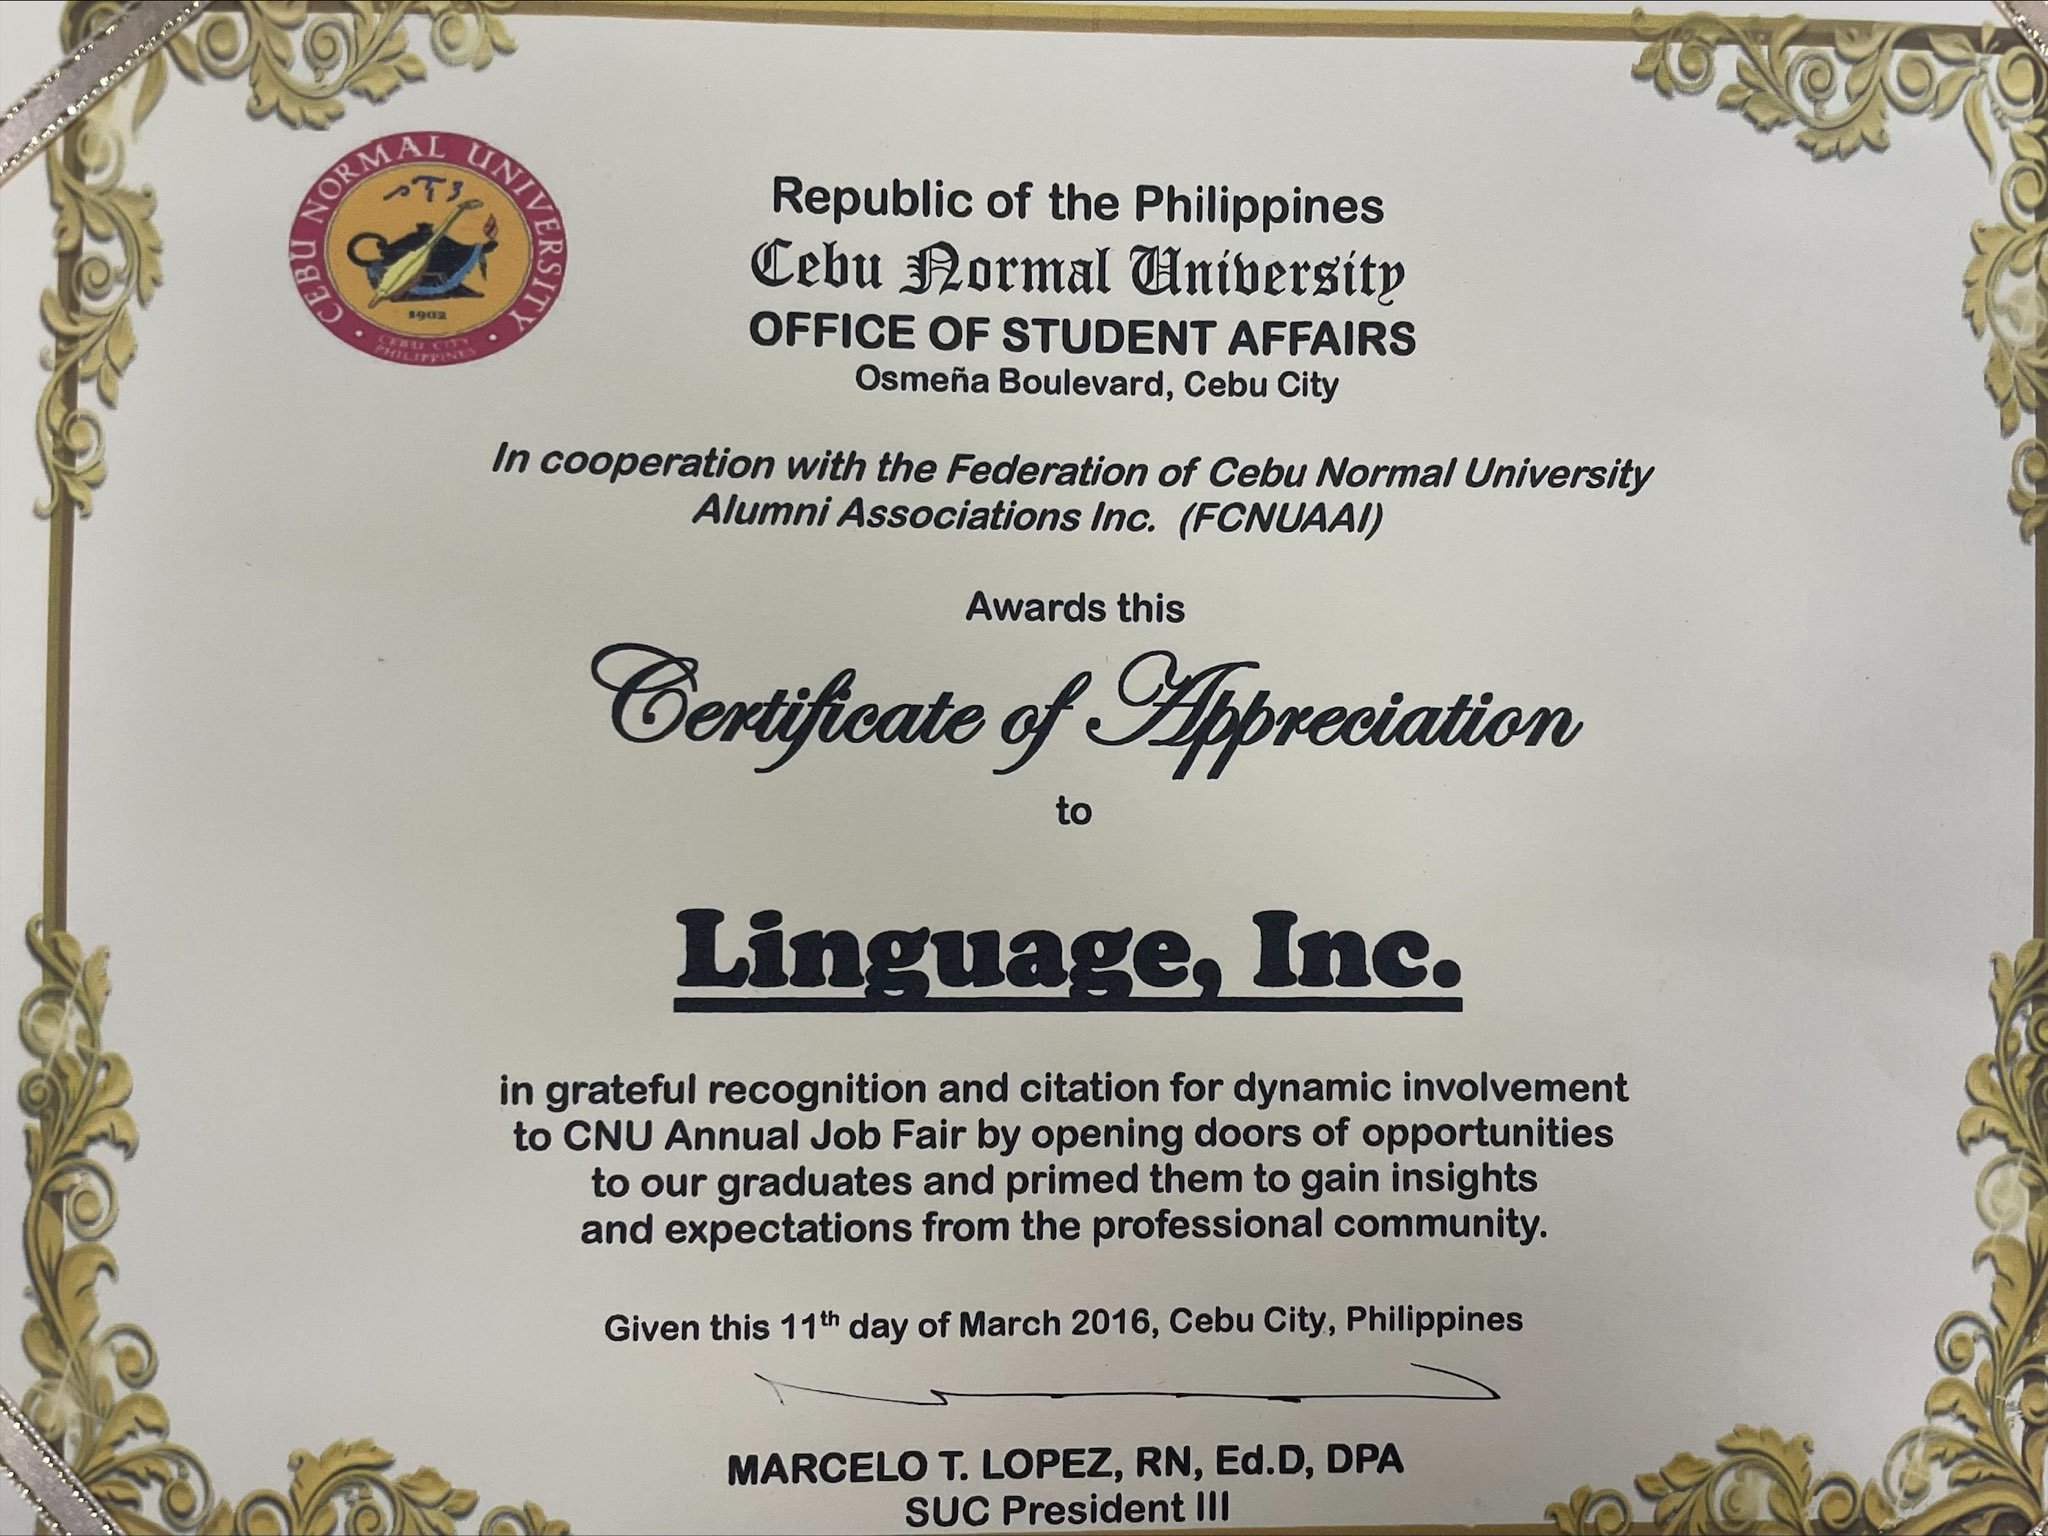 CEBU NORMAL UNIVERSITY
1902
CEBU CITY
PHILIPPINES
Republic of the Philippines
Cebu Normal University
OFFICE OF STUDENT AFFAIRS
Osmeña Boulevard, Cebu City
In cooperation with the Federation of Cebu Normal University
Alumni Associations Inc. (FCNUAAI)
Awards this
Certificate of Appreciation
to
Linguage, Inc.
in grateful recognition and citation for dynamic involvement
to CNU Annual Job Fair by opening doors of opportunities
to our graduates and primed them to gain insights
and expectations from the professional community.
Given this 11th day of March 2016, Cebu City, Philippines
MARCELO T. LOPEZ, RN, Ed.D, DPA
SUC President III